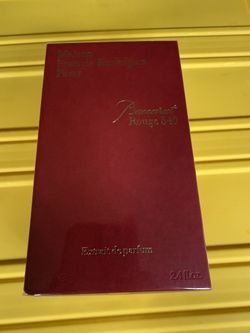 Maison
Francis Kurkdjian
Paris
Baccarat
Rouge 540
Extrait de parfum
2.4 fl.oz.